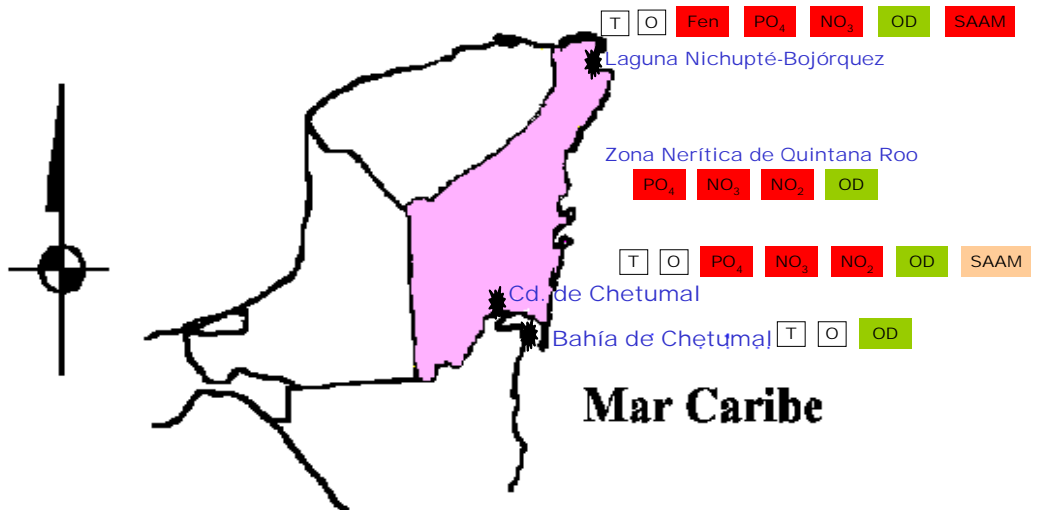 T O Fen PO₄ NO₃ OD SAAM
Laguna Nichupté-Bojórquez
Zona Nerítica de Quintana Roo
PO₄ NO₃ NO₂ OD
T O PO₄ NO₃ NO₂ OD SAAM
Cd. de Chetumal
Bahía de Chetumal T O OD
Mar Caribe